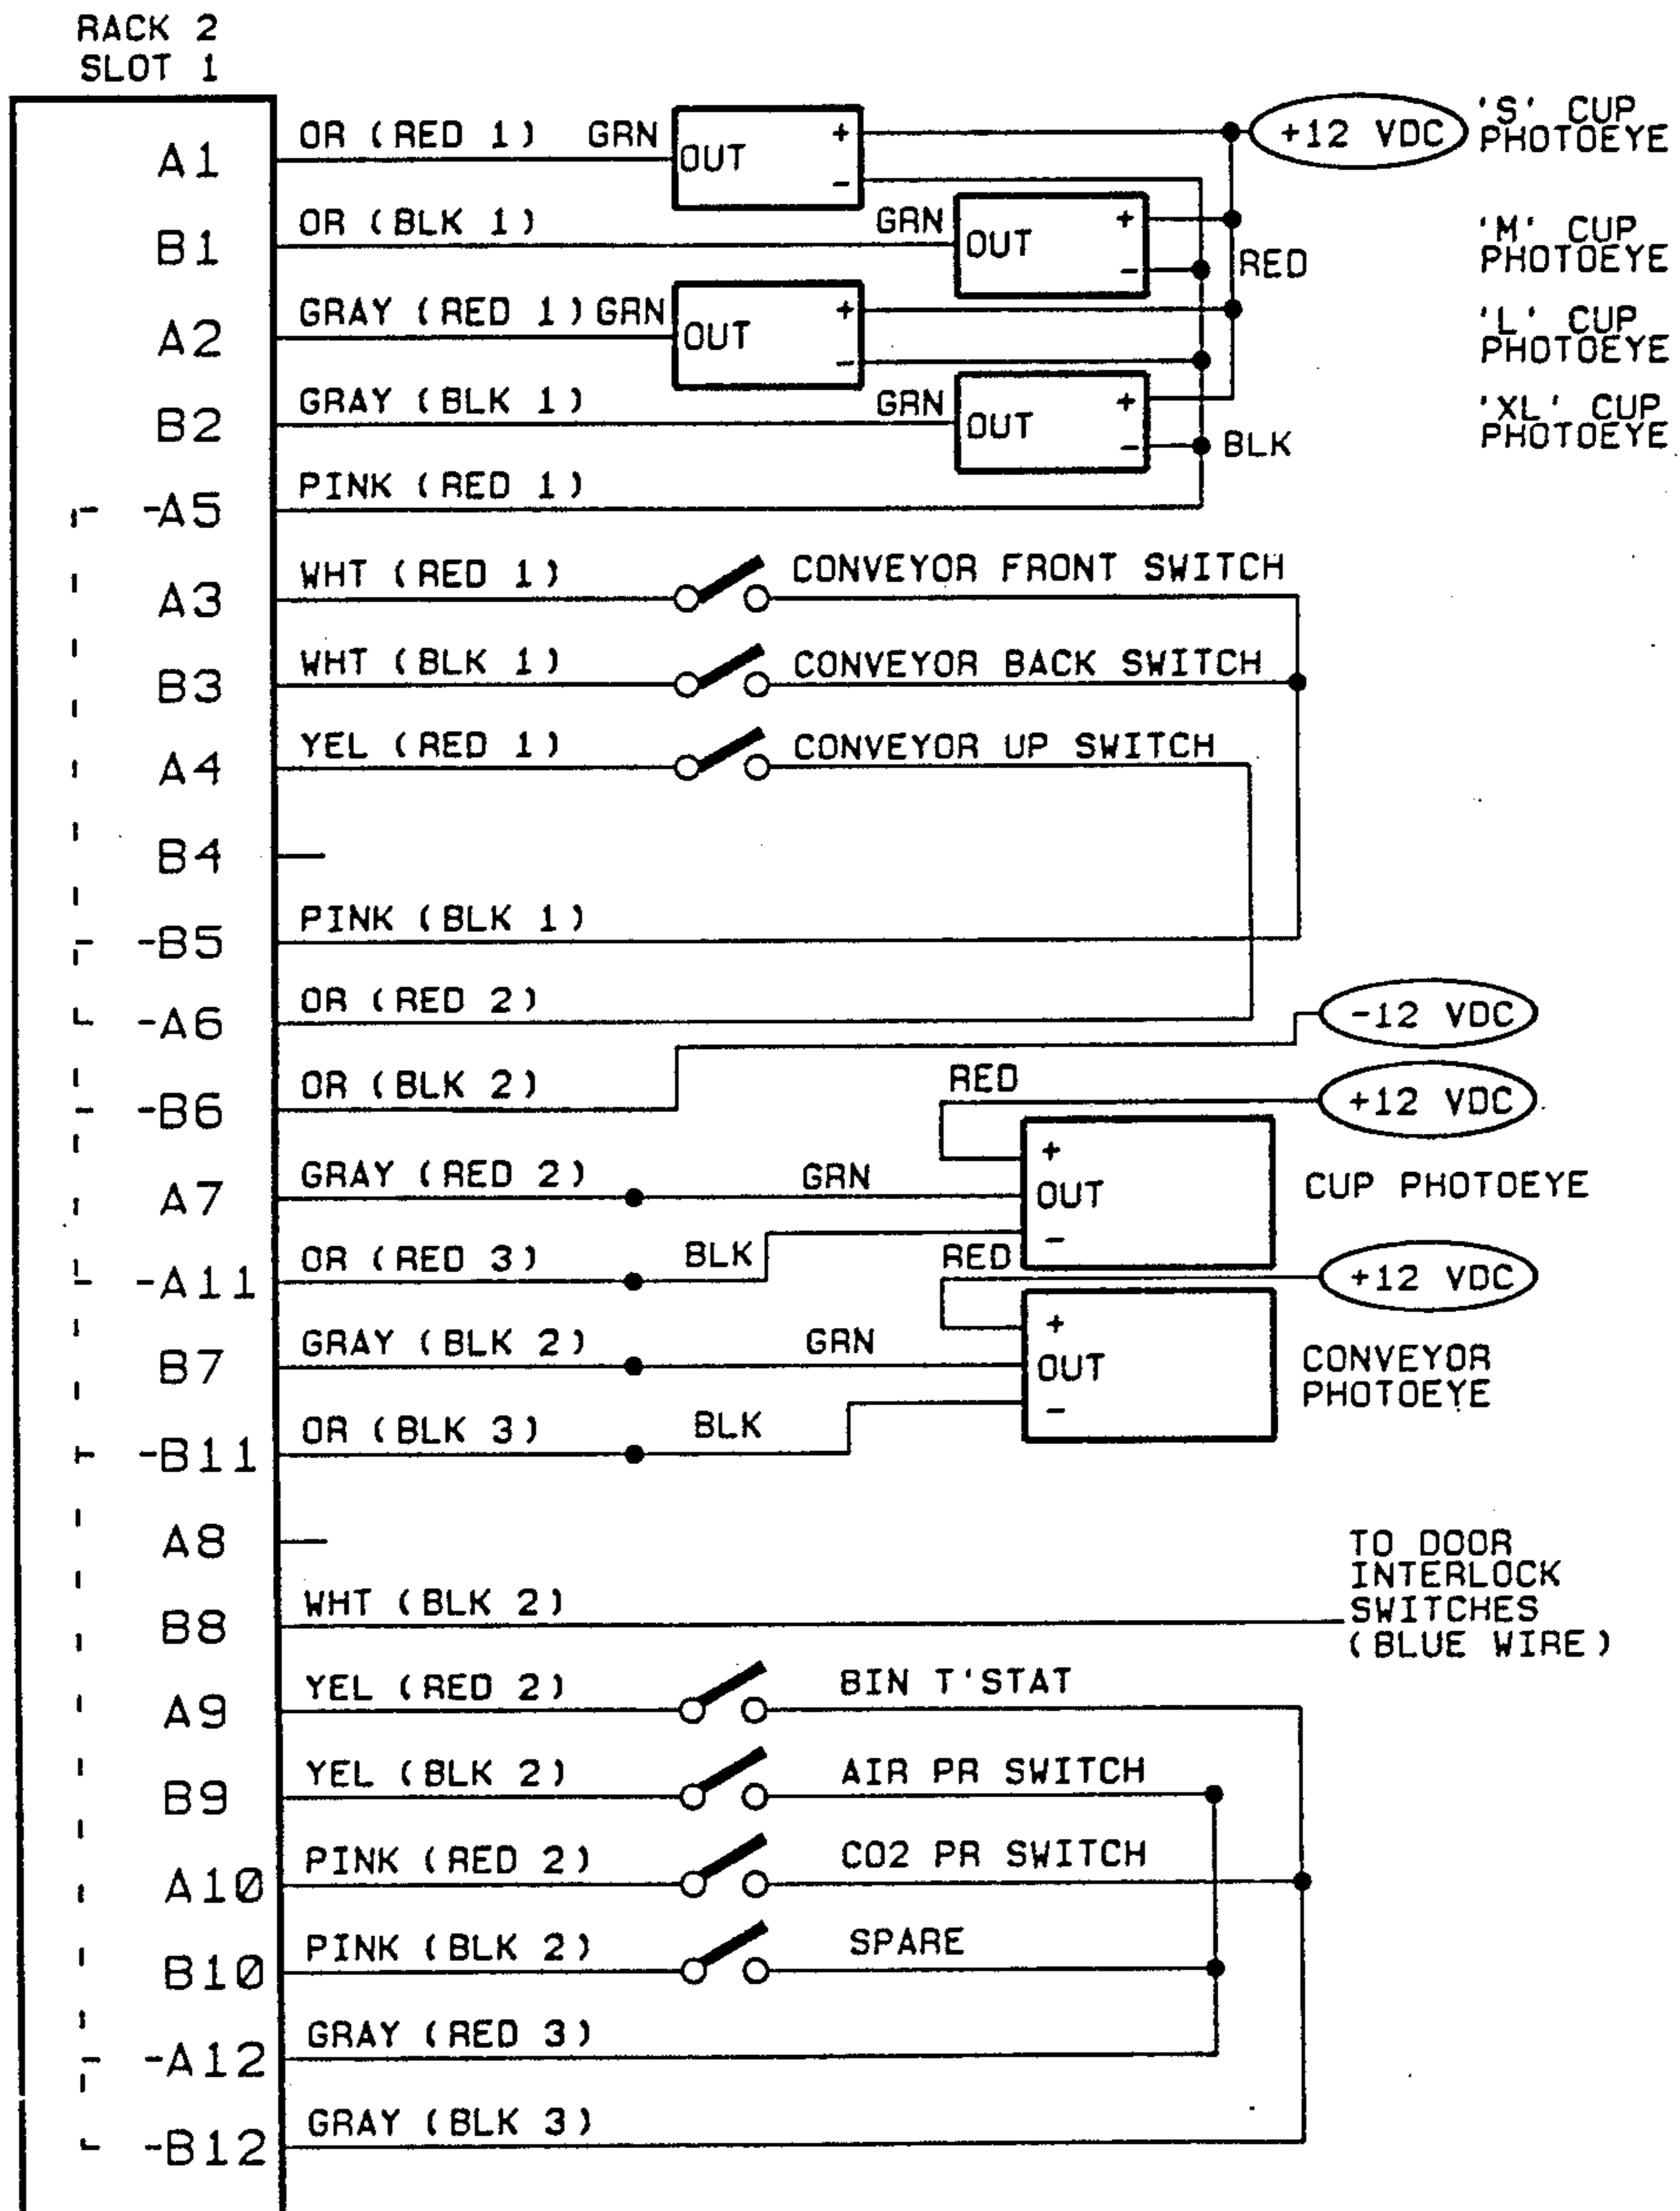 RACK 2
SLOT 1
A1 OR (RED 1) GRN OUT + - +12 VDC 'S' CUP
PHOTOEYE
B1 OR (BLK 1) GRN OUT + - RED 'M' CUP
PHOTOEYE
A2 GRAY (RED 1) GRN OUT + - 'L' CUP
PHOTOEYE
B2 GRAY (BLK 1) GRN OUT + - BLK 'XL' CUP
PHOTOEYE
-A5 PINK (RED 1)
A3 WHT (RED 1) CONVEYOR FRONT SWITCH
B3 WHT (BLK 1) CONVEYOR BACK SWITCH
A4 YEL (RED 1) CONVEYOR UP SWITCH
B4
-B5 PINK (BLK 1)
-A6 OR (RED 2) -12 VDC
-B6 OR (BLK 2) RED +12 VDC
+
A7 GRAY (RED 2) GRN OUT CUP PHOTOEYE
-
-A11 OR (RED 3) BLK RED +12 VDC
+
B7 GRAY (BLK 2) GRN OUT CONVEYOR
PHOTOEYE
-
-B11 OR (BLK 3) BLK
A8
B8 WHT (BLK 2) TO DOOR
INTERLOCK
SWITCHES
(BLUE WIRE)
A9 YEL (RED 2) BIN T'STAT
B9 YEL (BLK 2) AIR PR SWITCH
A10 PINK (RED 2) CO2 PR SWITCH
B10 PINK (BLK 2) SPARE
-A12 GRAY (RED 3)
-B12 GRAY (BLK 3)